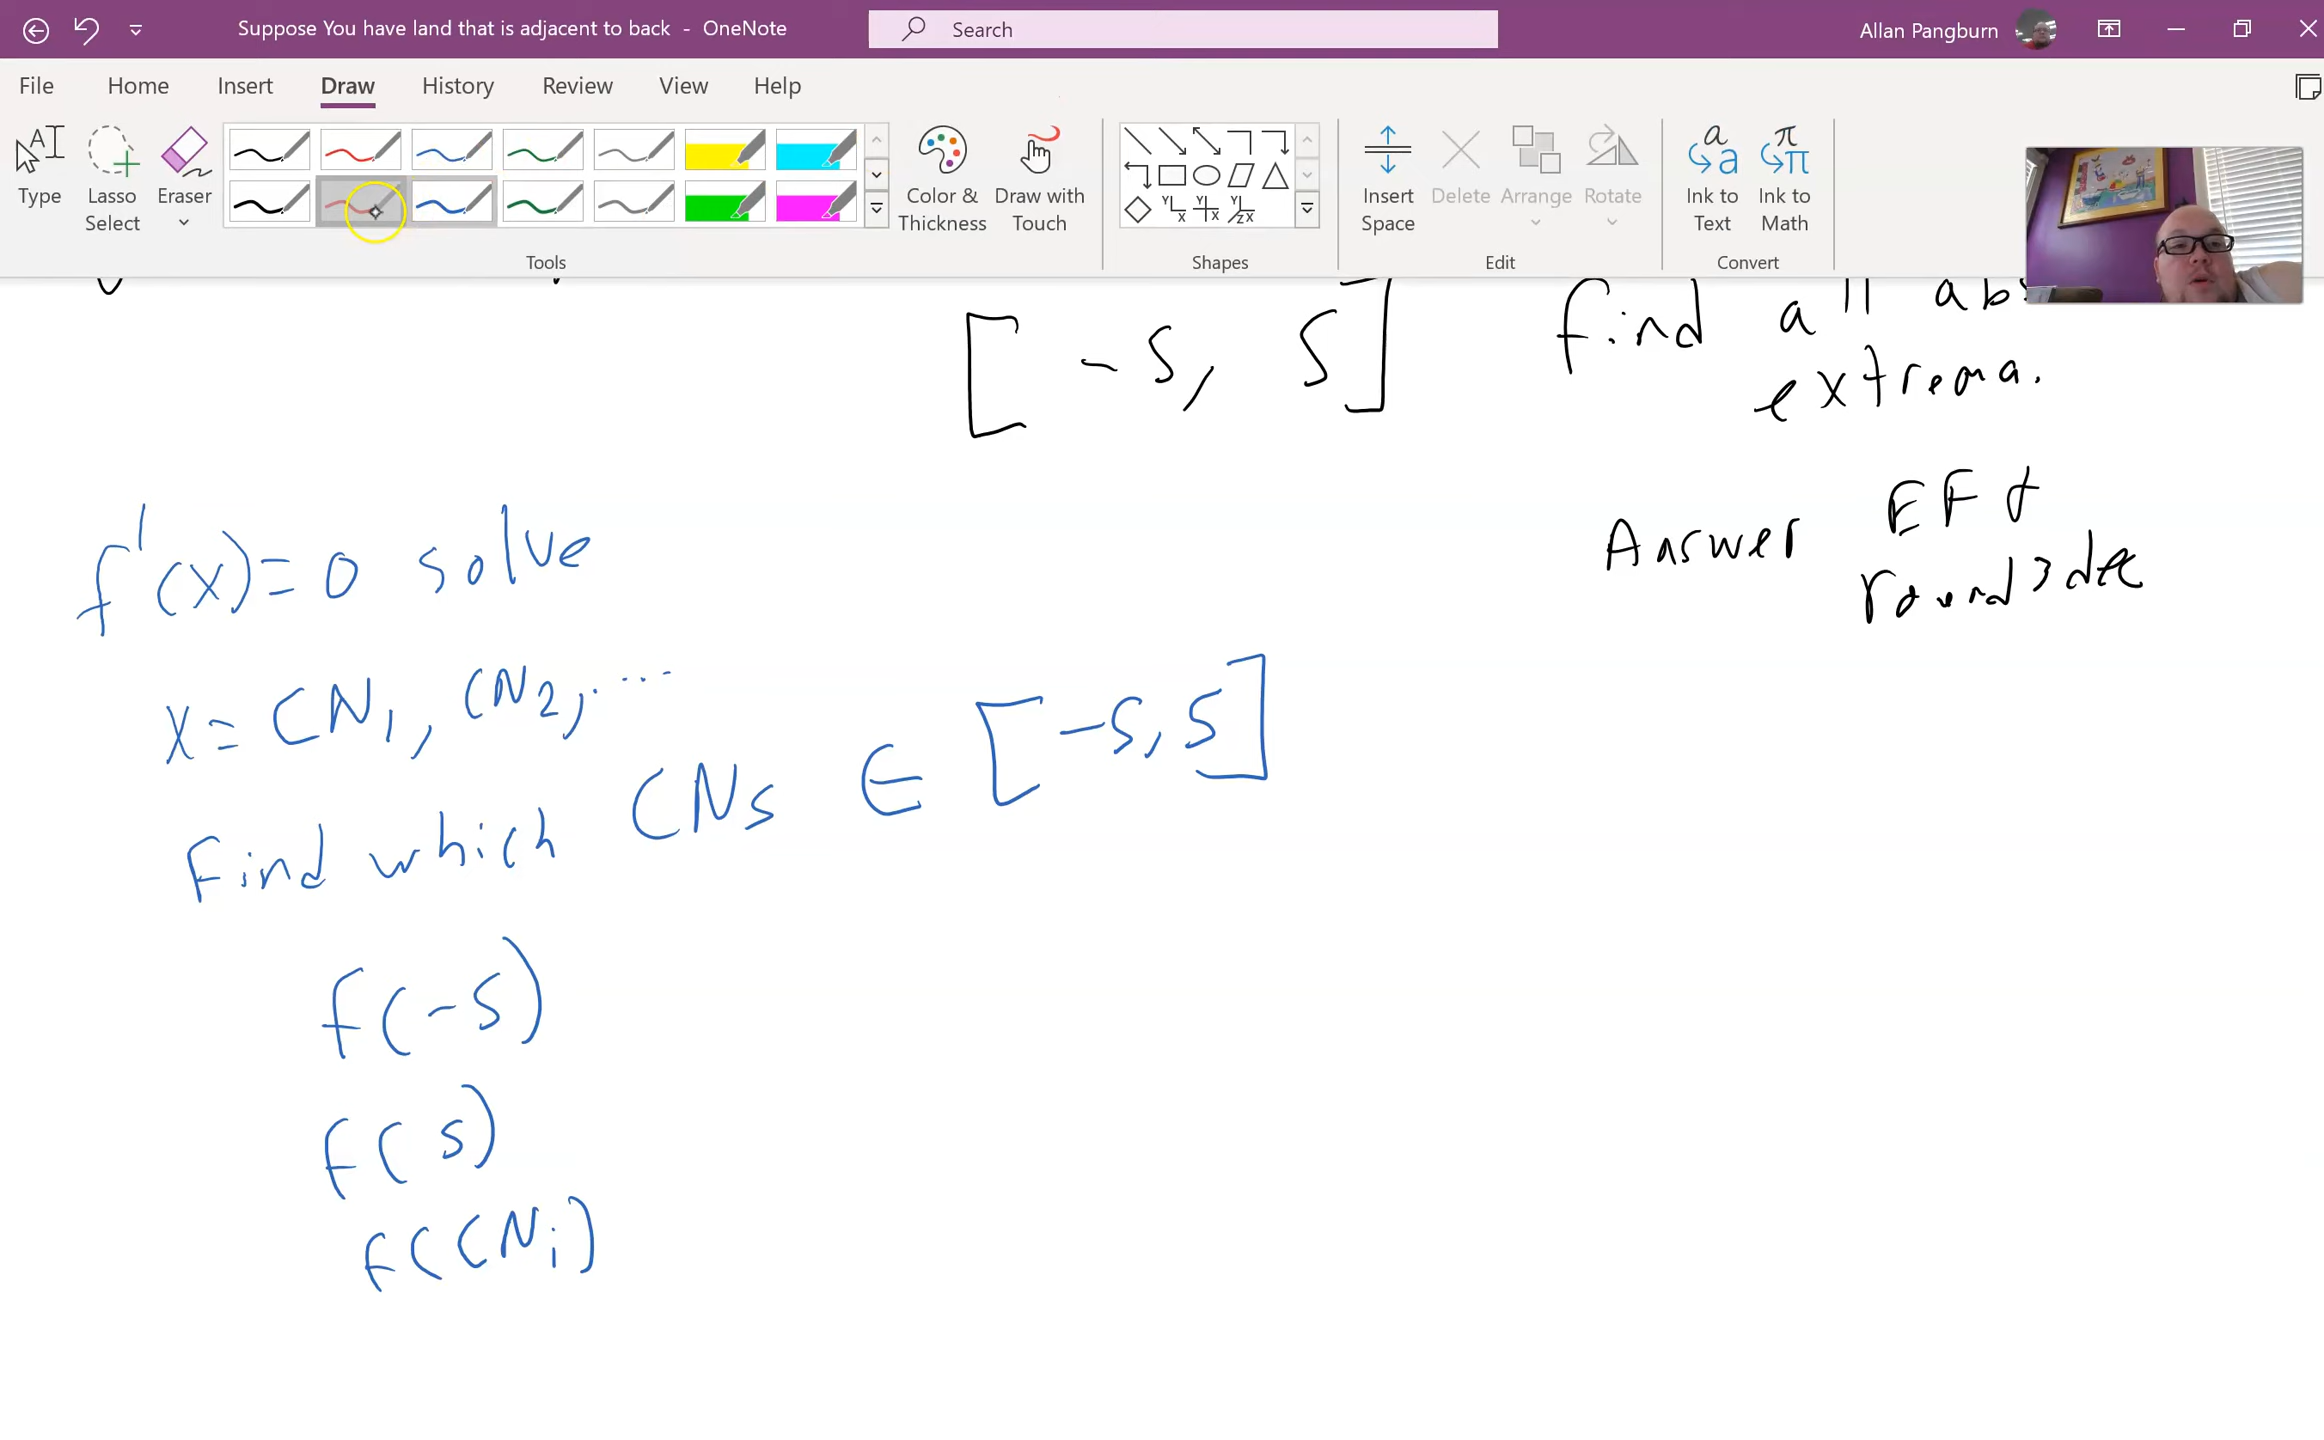 Suppose You have land that is adjacent to back - OneNote
Search
Allan Pangburn
File Home Insert Draw History Review View Help
Type
Lasso Select
Eraser
Color & Thickness
Draw with Touch
Insert Space
Delete
Arrange
Rotate
Ink to Text
Ink to Math
Tools
Shapes
Edit
Convert
[-5, 5]
find all abs
extrema.
Answer EF &
round 3 dec
f'(x)=0 solve
x= CN1, CN2, ...
Find which CNs ∈ [-5, 5]
f(-5)
f(5)
f(CNi)